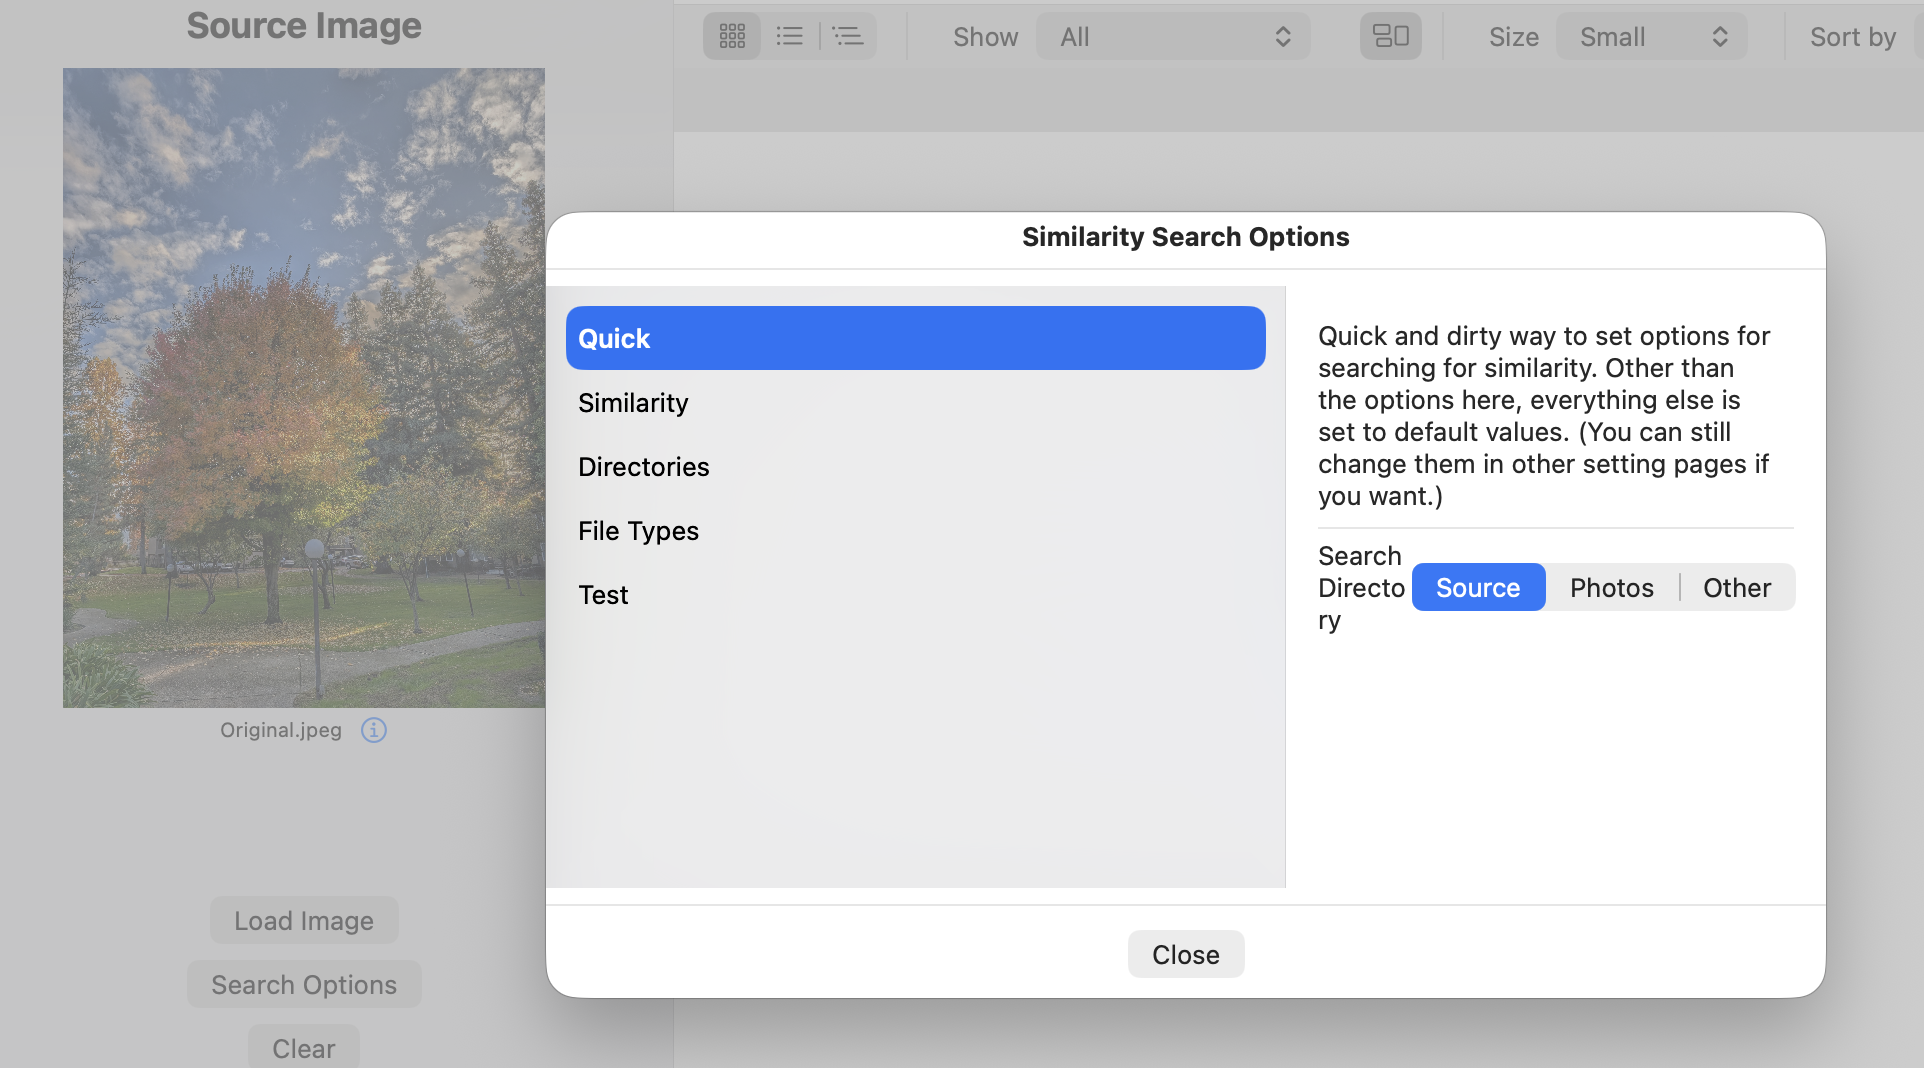 Source Image
Show
All
Size
Small
Sort by
Similarity Search Options
Quick
Similarity
Directories
File Types
Test
Quick and dirty way to set options for
searching for similarity. Other than
the options here, everything else is
set to default values. (You can still
change them in other setting pages if
you want.)
Search
Directo
ry
Source
Photos
Other
Original.jpeg
Load Image
Search Options
Clear
Close